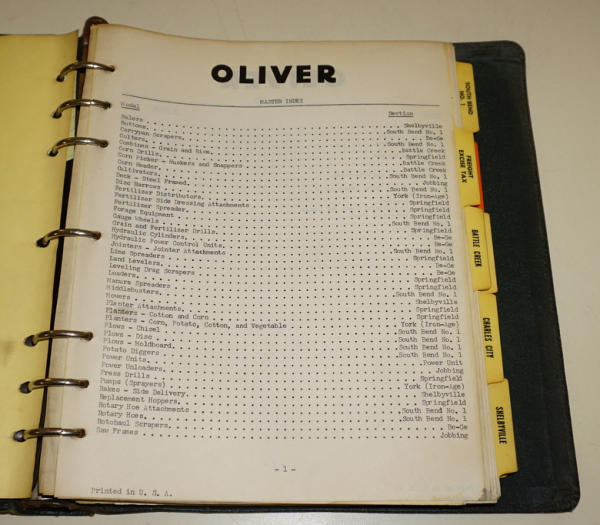 OLIVER
MASTER INDEX
Model Section
Balers Shelbyville
Buttons South Bend No. 1
Carrypan Scrapers Be-Ge
Colters South Bend No. 1
Combines - Grain and Rice Battle Creek
Corn Drills Springfield
Corn Picker - Huskers and Snappers Battle Creek
Corn Header Battle Creek
Cultivators South Bend No. 1
Deck - Steel Framed Jobbing
Disc Harrows South Bend No. 1
Fertilizer Distributors York (Iron-Age)
Fertilizer Side Dressing Attachments Springfield
Fertilizer Spreader Springfield
Forage Equipment
Gauge Wheels South Bend No. 1
Grain and Fertilizer Drills Springfield
Hydraulic Cylinders Be-Ge
Hydraulic Power Control Units Be-Ge
Jointers - Jointer Attachments South Bend No. 1
Lime Spreaders Springfield
Land Levelers Be-Ge
Leveling Drag Scrapers Be-Ge
Loaders Springfield
Manure Spreaders Springfield
Middlebusters South Bend No. 1
Mowers Shelbyville
Planter Attachments Springfield
Planters - Cotton and Corn Springfield
Planters - Corn, Potato, Cotton, and Vegetable York (Iron-Age)
Plows - Chisel South Bend No. 1
Plows - Disc South Bend No. 1
Plows - Moldboard South Bend No. 1
Potato Diggers South Bend No. 1
Power Units Power Unit
Power Unloaders Jobbing
Press Drills Springfield
Pumps (Sprayers) York (Iron-Age)
Rakes - Side Delivery Shelbyville
Replacement Hoppers Springfield
Rotary Hoe Attachments South Bend No. 1
Rotary Hoes South Bend No. 1
Rotohaul Scrapers Be-Ge
Saw Frames Jobbing
- 1 -
Printed in U. S. A.
SOUTH BEND
NO. 1
FREIGHT
EXCISE TAX
BATTLE CREEK
CHARLES CITY
SHELBYVILLE